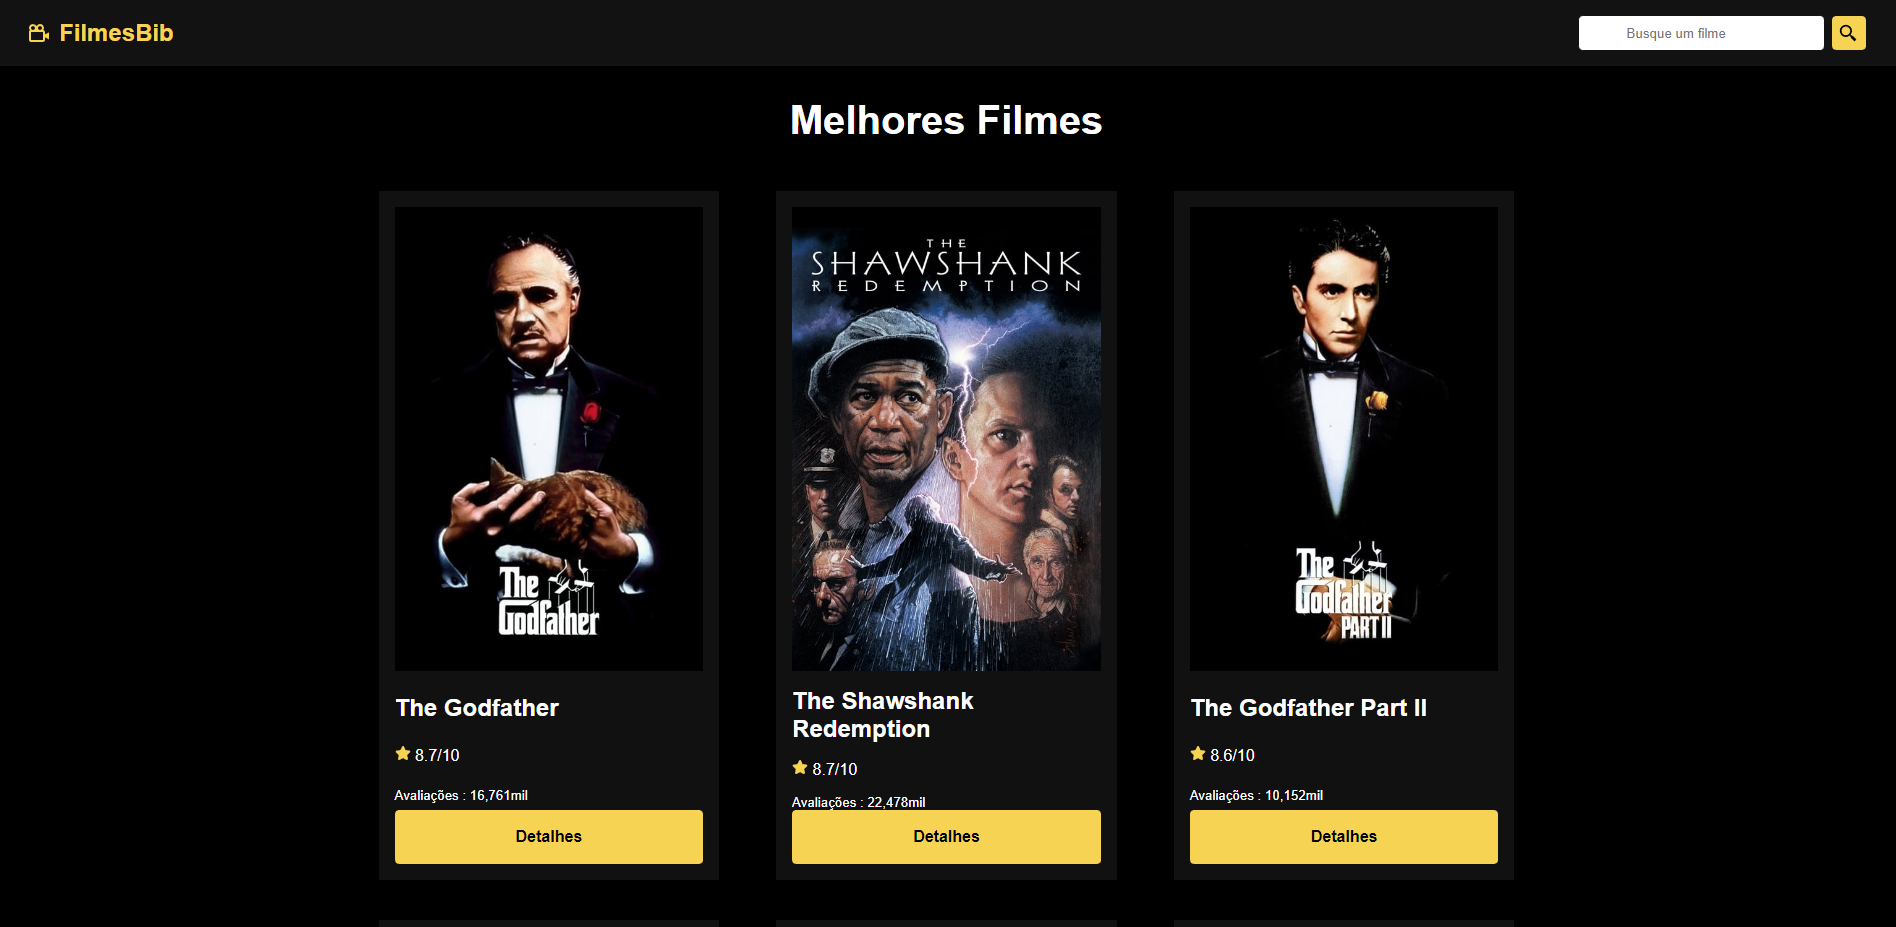 FilmesBib
Busque um filme
Melhores Filmes
THE
SHAWSHANK
REDEMPTION
The
Godfather
The
Godfather
PART II
The Godfather
The Shawshank
Redemption
The Godfather Part II
8.7/10
8.7/10
8.6/10
Avaliações : 16,761mil
Avaliações : 22,478mil
Avaliações : 10,152mil
Detalhes
Detalhes
Detalhes